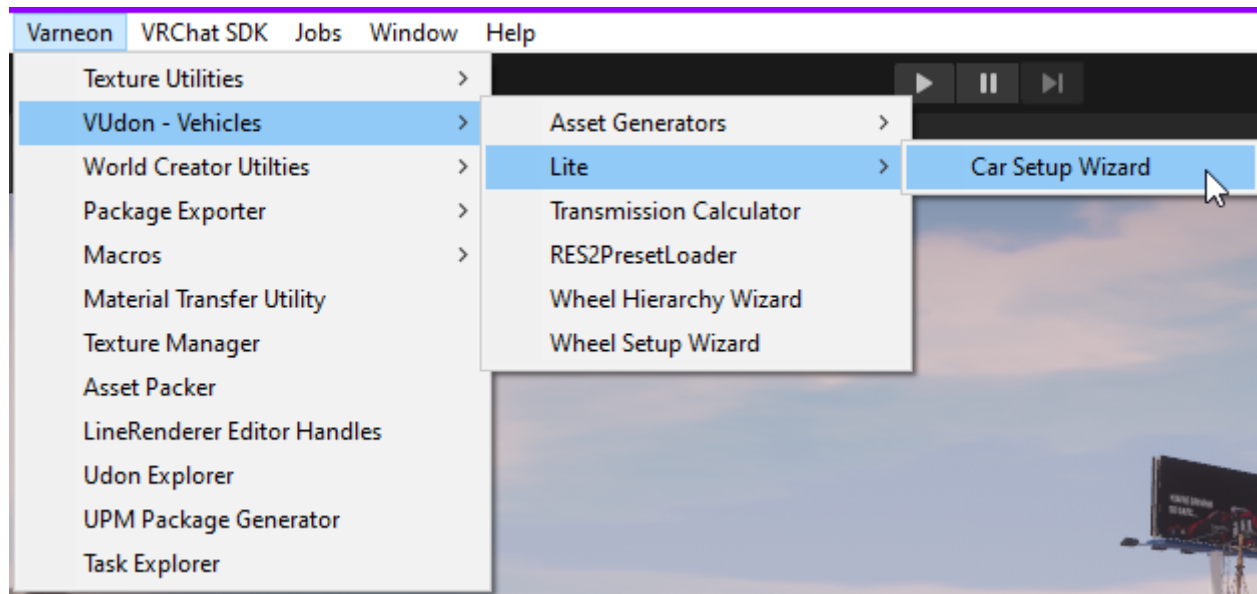 Varneon VRChat SDK Jobs Window Help
Texture Utilities
VUdon - Vehicles
World Creator Utilties
Package Exporter
Macros
Material Transfer Utility
Texture Manager
Asset Packer
LineRenderer Editor Handles
Udon Explorer
UPM Package Generator
Task Explorer
Asset Generators
Lite
Transmission Calculator
RES2PresetLoader
Wheel Hierarchy Wizard
Wheel Setup Wizard
Car Setup Wizard